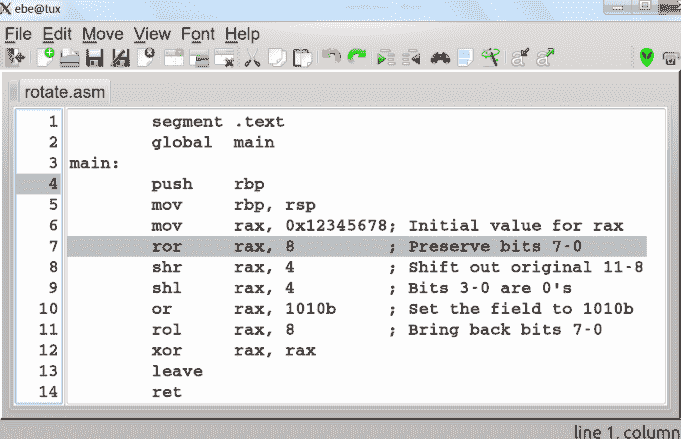 X ebe@tux
File Edit Move View Font Help
rotate.asm
1 segment .text
2 global main
3 main:
4 push rbp
5 mov rbp, rsp
6 mov rax, 0x12345678; Initial value for rax
7 ror rax, 8 ; Preserve bits 7-0
8 shr rax, 4 ; Shift out original 11-8
9 shl rax, 4 ; Bits 3-0 are 0's
10 or rax, 1010b ; Set the field to 1010b
11 rol rax, 8 ; Bring back bits 7-0
12 xor rax, rax
13 leave
14 ret
line 1, column